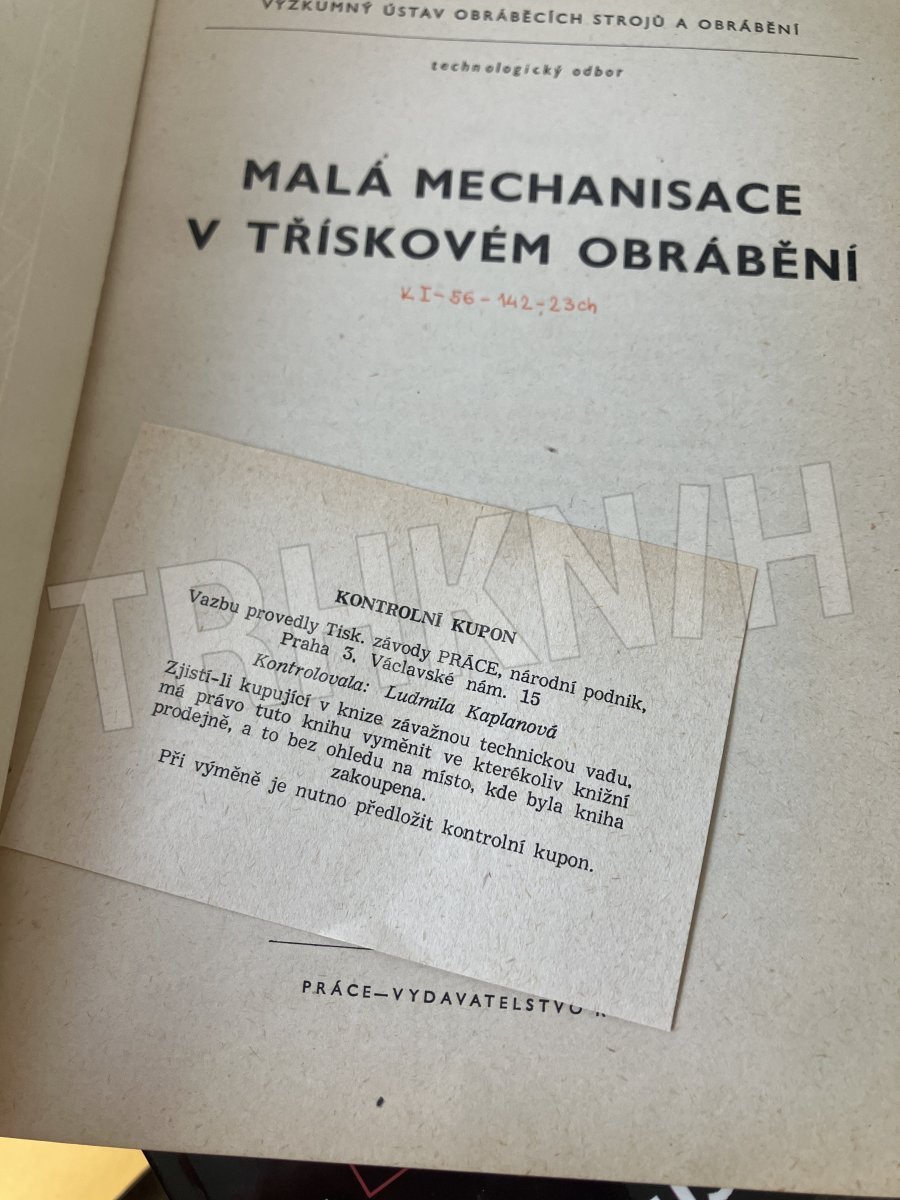 VÝZKUMNÝ ÚSTAV OBRÁBĚCÍCH STROJŮ A OBRÁBĚNÍ
technologický odbor
MALÁ MECHANISACE
V TŘÍSKOVÉM OBRÁBĚNÍ
KI-56-142-23ch
TRHKNIH
KONTROLNÍ KUPON
Vazbu provedly Tisk. závody PRÁCE, národní podnik,
Praha 3, Václavské nám. 15
Kontrolovala: Ludmila Kaplanová
Zjistí-li kupující v knize závažnou technickou vadu,
má právo tuto knihu vyměnit ve kterékoliv knižní
prodejně, a to bez ohledu na místo, kde byla kniha
zakoupena.
Při výměně je nutno předložit kontrolní kupon.
PRÁCE—VYDAVATELSTVO